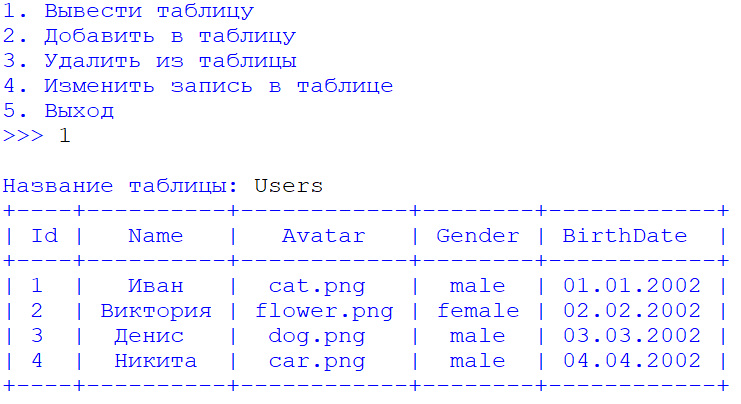 1. Вывести таблицу
2. Добавить в таблицу
3. Удалить из таблицы
4. Изменить запись в таблице
5. Выход
>>> 1
Название таблицы: Users
+----+----------+------------+--------+------------+
| Id |   Name   |   Avatar   | Gender | BirthDate  |
+----+----------+------------+--------+------------+
| 1  |   Иван   |  cat.png   |  male  | 01.01.2002 |
| 2  | Виктория | flower.png | female | 02.02.2002 |
| 3  |  Денис   |  dog.png   |  male  | 03.03.2002 |
| 4  |  Никита  |  car.png   |  male  | 04.04.2002 |
+----+----------+------------+--------+------------+